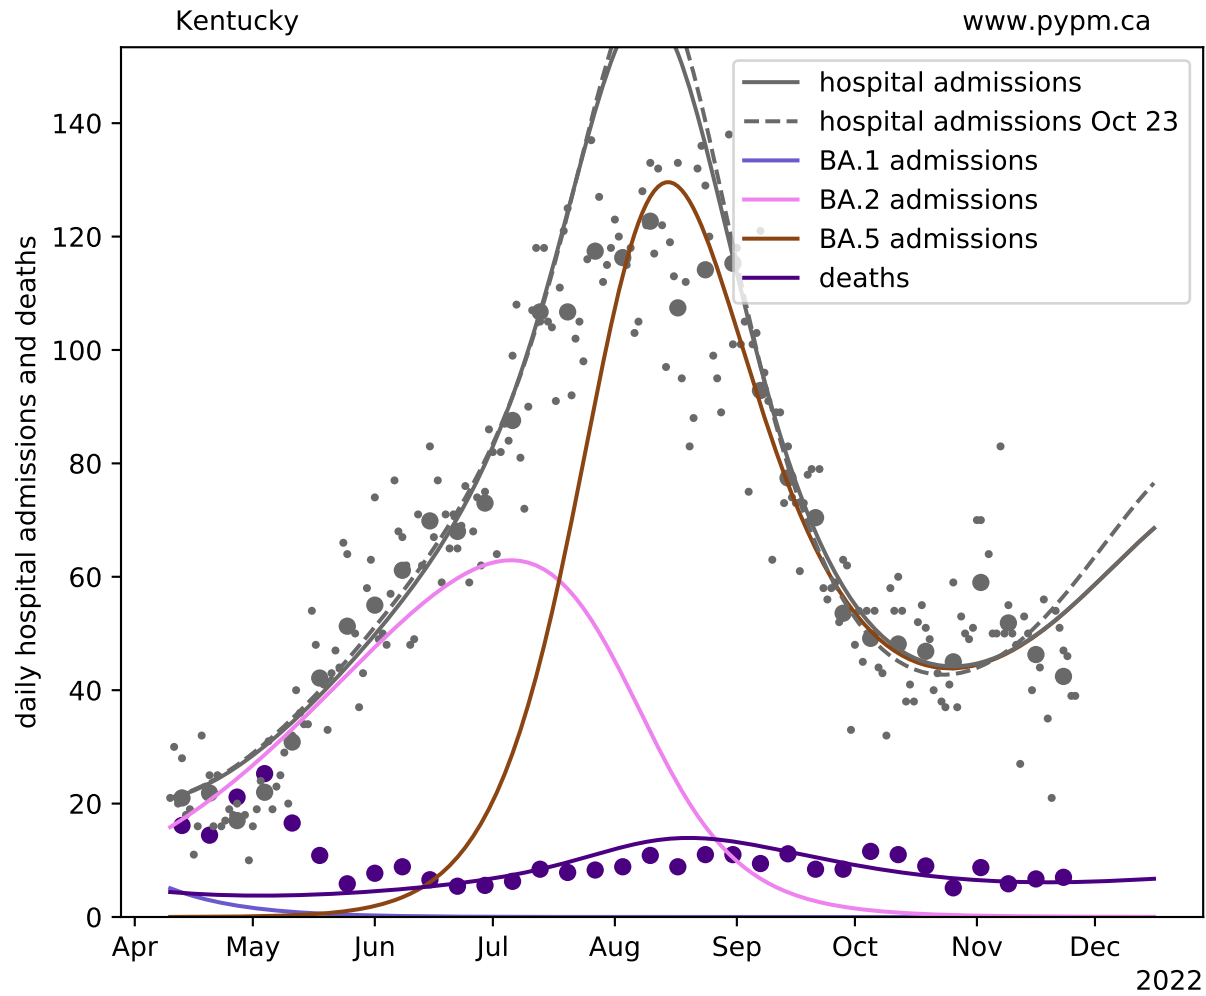 Kentucky www.pypm.ca
hospital admissions
hospital admissions Oct 23
BA.1 admissions
BA.2 admissions
BA.5 admissions
deaths
daily hospital admissions and deaths
140
120
100
80
60
40
20
0
Apr May Jun Jul Aug Sep Oct Nov Dec
2022